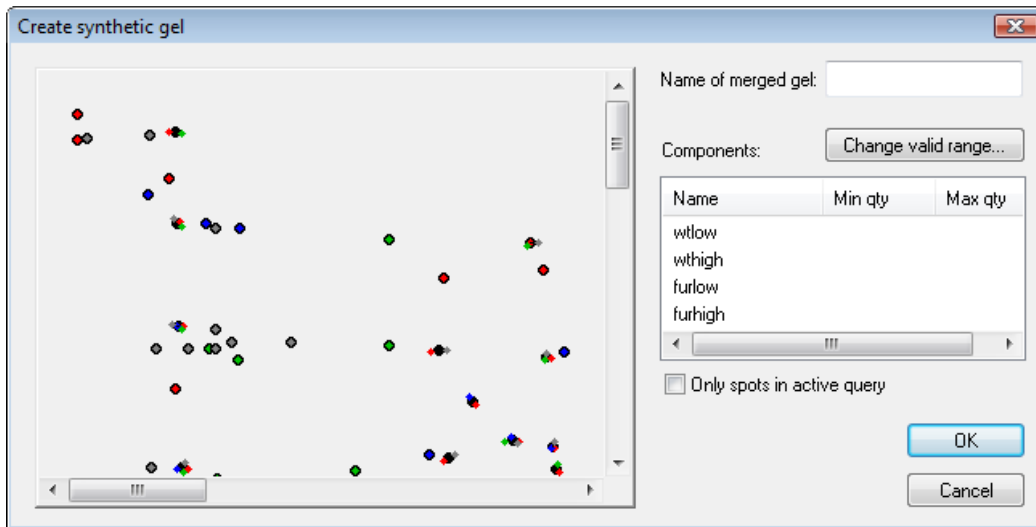 Create synthetic gel
Name of merged gel:
Components:
Change valid range...
Name Min qty Max qty
wtlow
wthigh
furlow
furhigh
Only spots in active query
OK
Cancel